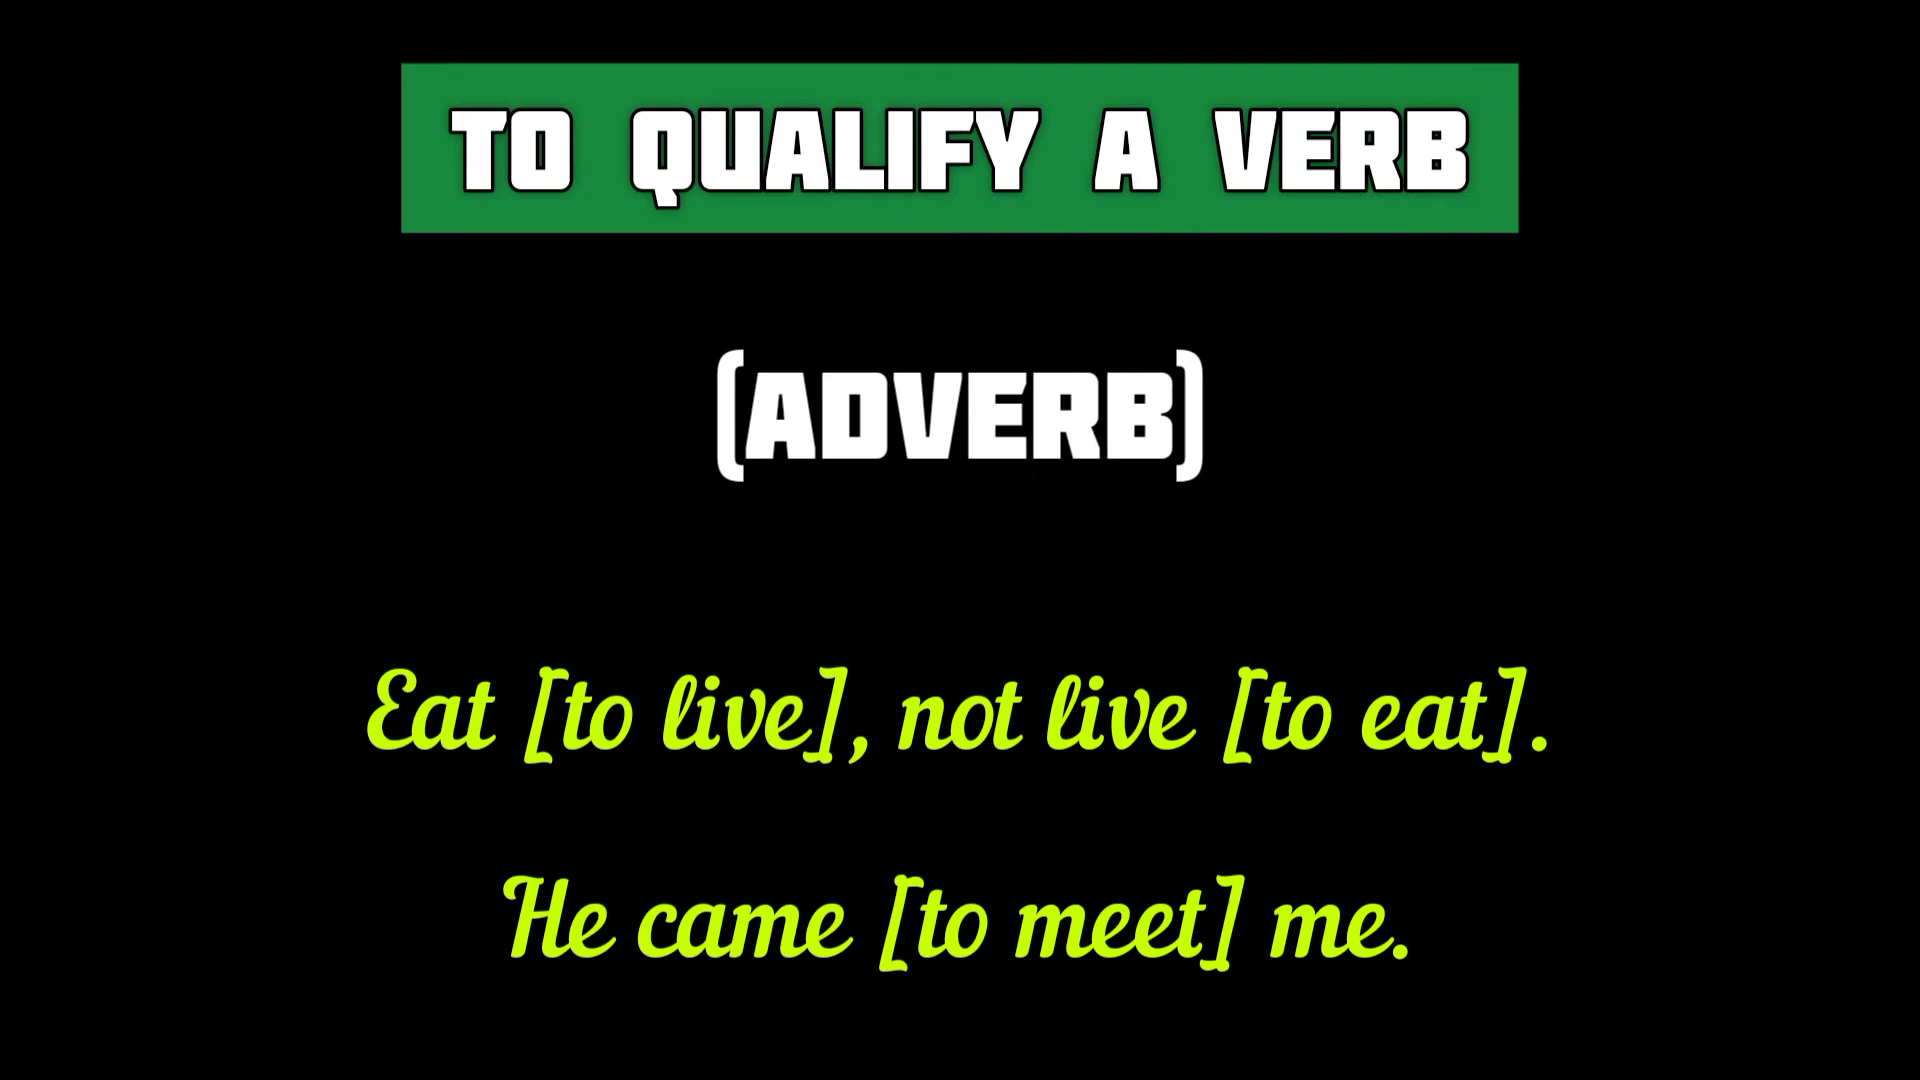 TO QUALIFY A VERB
(ADVERB)
Eat [to live], not live [to eat].
He came [to meet] me.